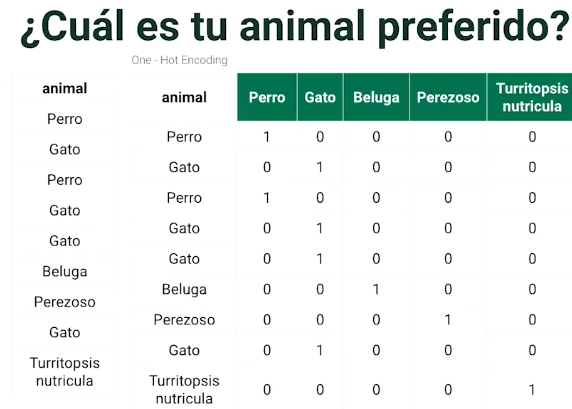 ¿Cuál es tu animal preferido?
One - Hot Encoding
animal
Perro
Gato
Perro
Gato
Gato
Beluga
Perezoso
Gato
Turritopsis
nutricula
animal Perro Gato Beluga Perezoso Turritopsis nutricula
Perro 1 0 0 0 0
Gato 0 1 0 0 0
Perro 1 0 0 0 0
Gato 0 1 0 0 0
Gato 0 1 0 0 0
Beluga 0 0 1 0 0
Perezoso 0 0 0 1 0
Gato 0 1 0 0 0
Turritopsis nutricula 0 0 0 0 1